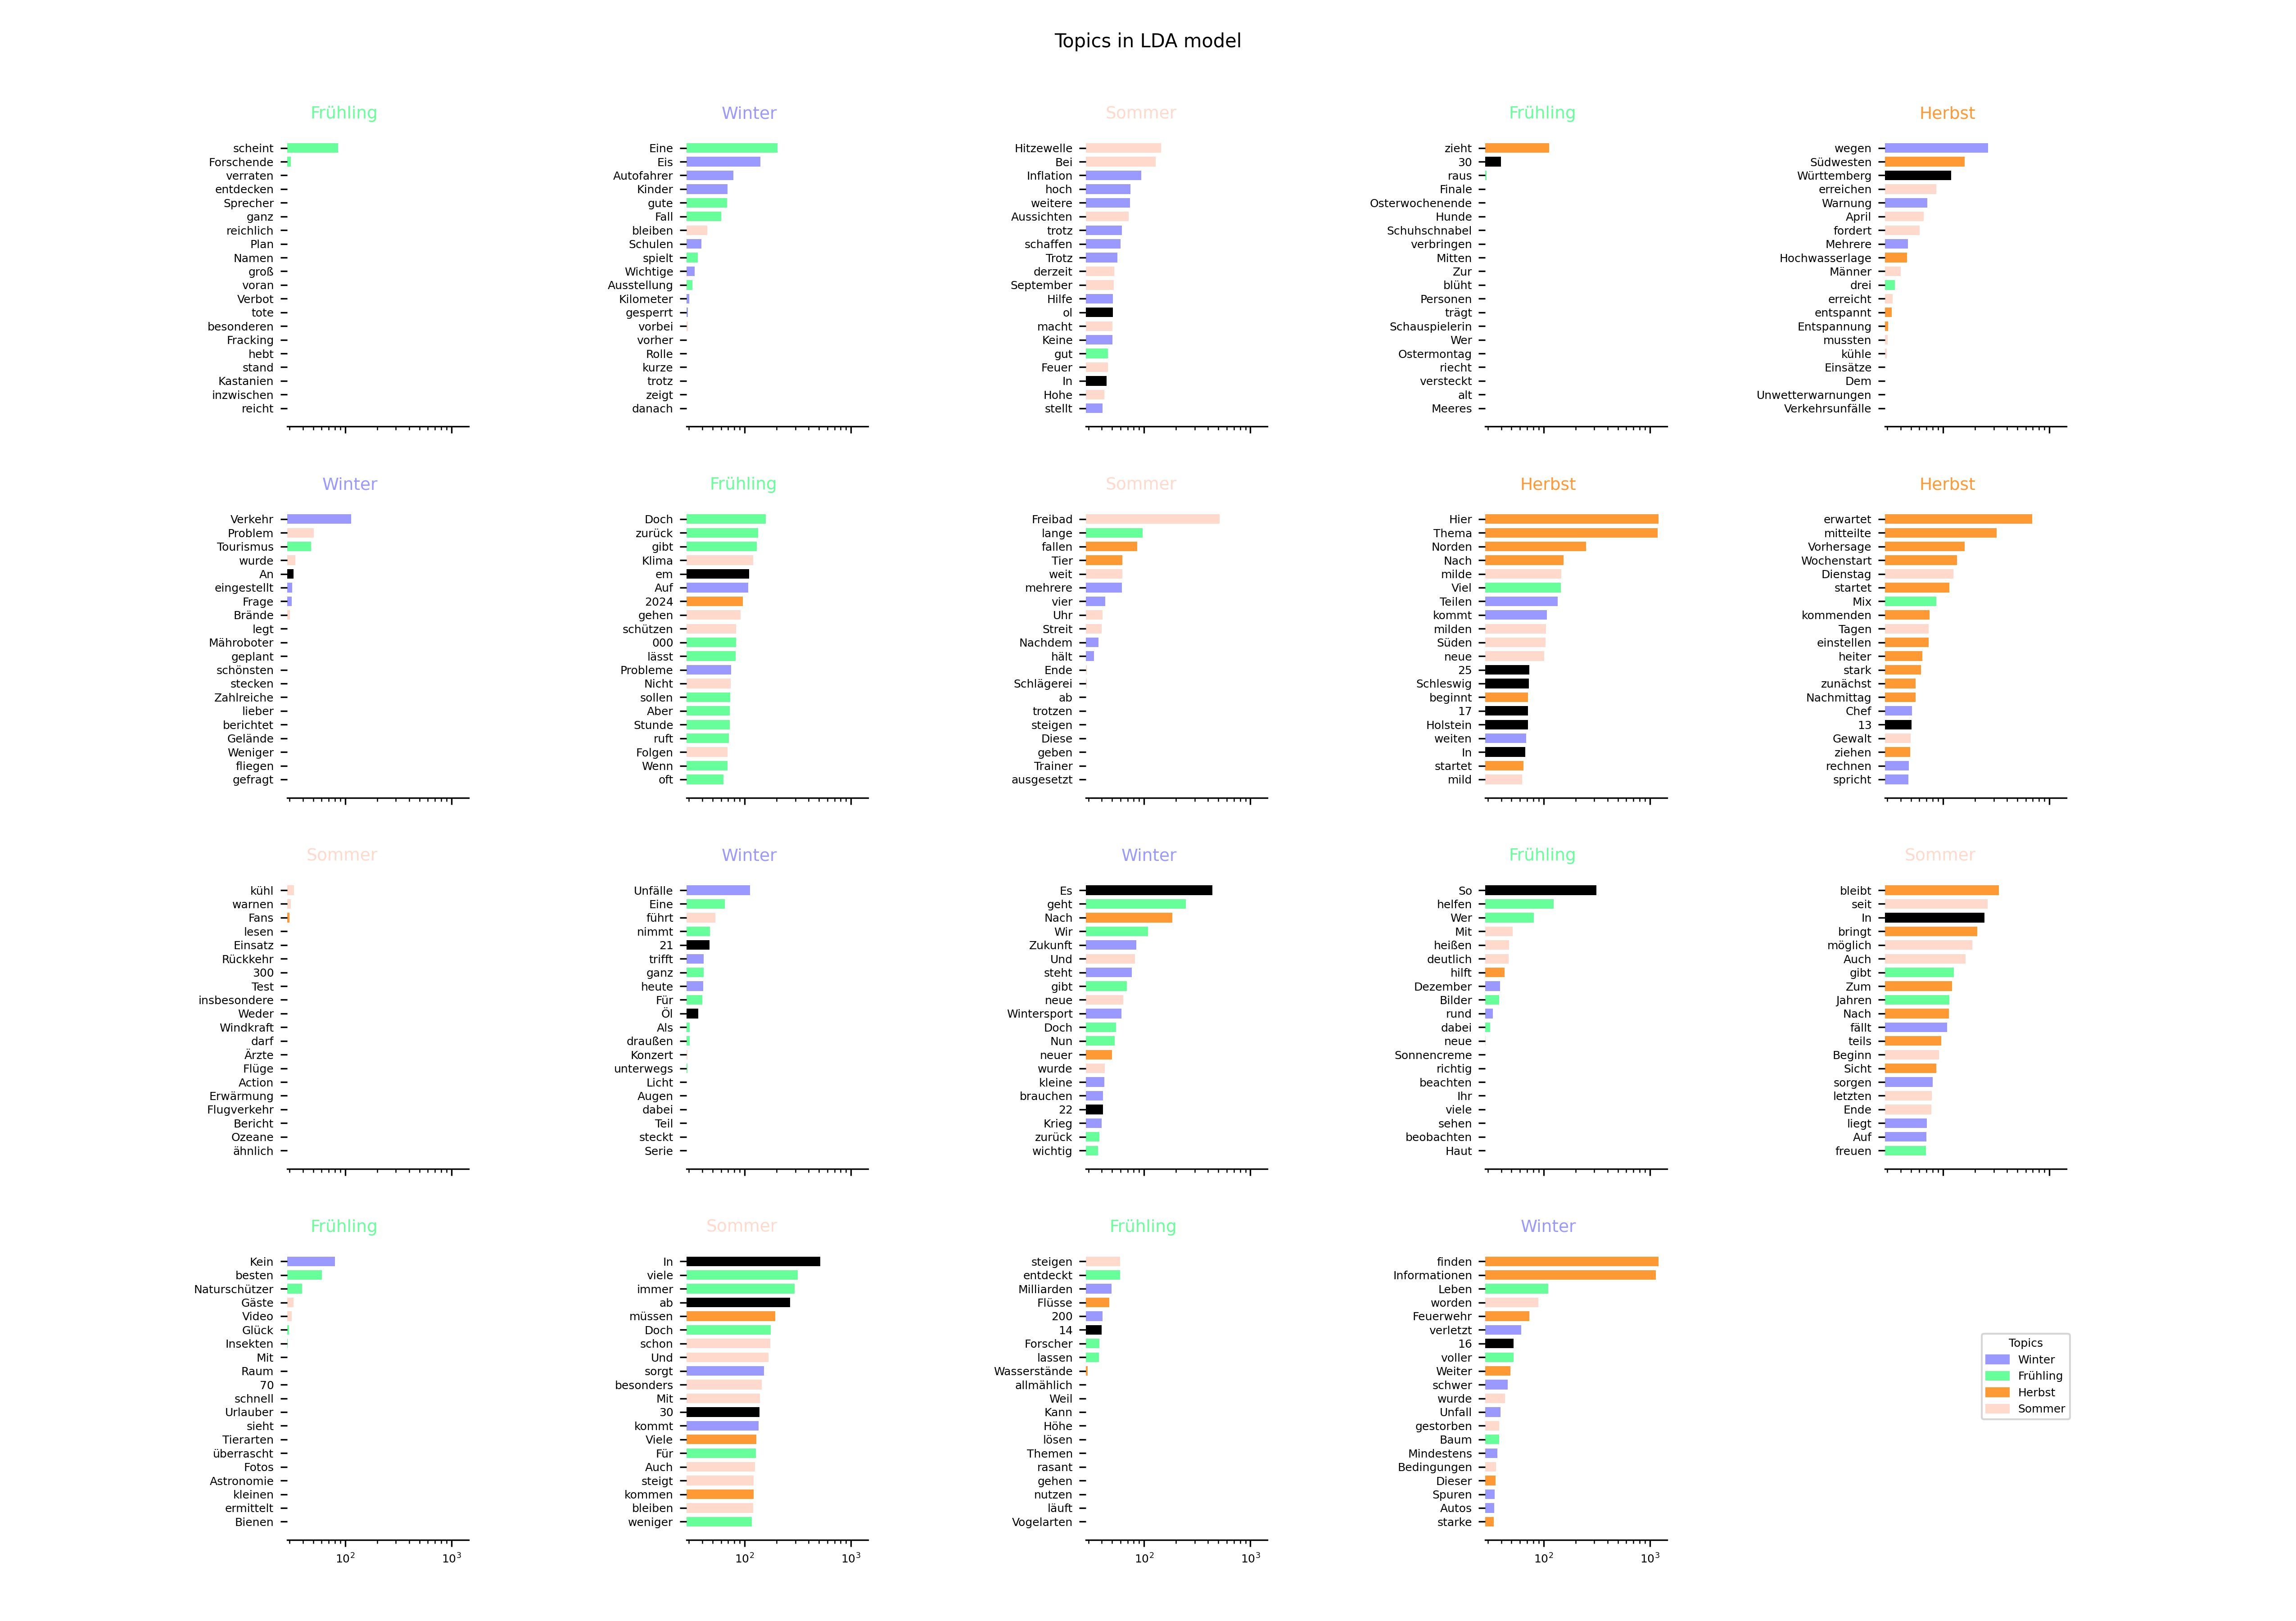 Topics in LDA model
Frühling
scheint
Forschende
verraten
entdecken
Sprecher
ganz
reichlich
Plan
Namen
groß
voran
Verbot
tote
besonderen
Fracking
hebt
stand
Kastanien
inzwischen
reicht
Winter
Eine
Eis
Autofahrer
Kinder
gute
Fall
bleiben
Schulen
spielt
Wichtige
Ausstellung
Kilometer
gesperrt
vorbei
vorher
Rolle
kurze
trotz
zeigt
danach
Sommer
Hitzewelle
Bei
Inflation
hoch
weitere
Aussichten
trotz
schaffen
Trotz
derzeit
September
Hilfe
ol
macht
Keine
gut
Feuer
In
Hohe
stellt
Frühling
zieht
30
raus
Finale
Osterwochenende
Hunde
Schuhschnabel
verbringen
Mitten
Zur
blüht
Personen
trägt
Schauspielerin
Wer
Ostermontag
riecht
versteckt
alt
Meeres
Herbst
wegen
Südwesten
Württemberg
erreichen
Warnung
April
fordert
Mehrere
Hochwasserlage
Männer
drei
erreicht
entspannt
Entspannung
mussten
kühle
Einsätze
Dem
Unwetterwarnungen
Verkehrsunfälle
Winter
Verkehr
Problem
Tourismus
wurde
An
eingestellt
Frage
Brände
legt
Mähroboter
geplant
schönsten
stecken
Zahlreiche
lieber
berichtet
Gelände
Weniger
fliegen
gefragt
Frühling
Doch
zurück
gibt
Klima
em
Auf
2024
gehen
schützen
000
lässt
Probleme
Nicht
sollen
Aber
Stunde
ruft
Folgen
Wenn
oft
Sommer
Freibad
lange
fallen
Tier
weit
mehrere
vier
Uhr
Streit
Nachdem
hält
Ende
Schlägerei
ab
trotzen
steigen
Diese
geben
Trainer
ausgesetzt
Herbst
Hier
Thema
Norden
Nach
milde
Viel
Teilen
kommt
milden
Süden
neue
25
Schleswig
beginnt
17
Holstein
weiten
In
startet
mild
Herbst
erwartet
mitteilte
Vorhersage
Wochenstart
Dienstag
startet
Mix
kommenden
Tagen
einstellen
heiter
stark
zunächst
Nachmittag
Chef
13
Gewalt
ziehen
rechnen
spricht
Sommer
kühl
warnen
Fans
lesen
Einsatz
Rückkehr
300
Test
insbesondere
Weder
Windkraft
darf
Ärzte
Flüge
Action
Erwärmung
Flugverkehr
Bericht
Ozeane
ähnlich
Winter
Unfälle
Eine
führt
nimmt
21
trifft
ganz
heute
Für
Öl
Als
draußen
Konzert
unterwegs
Licht
Augen
dabei
Teil
steckt
Serie
Winter
Es
geht
Nach
Wir
Zukunft
Und
steht
gibt
neue
Wintersport
Doch
Nun
neuer
wurde
kleine
brauchen
22
Krieg
zurück
wichtig
Frühling
So
helfen
Wer
Mit
heißen
deutlich
hilft
Dezember
Bilder
rund
dabei
neue
Sonnencreme
richtig
beachten
Ihr
viele
sehen
beobachten
Haut
Sommer
bleibt
seit
In
bringt
möglich
Auch
gibt
Zum
Jahren
Nach
fällt
teils
Beginn
Sicht
sorgen
letzten
Ende
liegt
Auf
freuen
Frühling
Kein
besten
Naturschützer
Gäste
Video
Glück
Insekten
Mit
Raum
70
schnell
Urlauber
sieht
Tierarten
überrascht
Fotos
Astronomie
kleinen
ermittelt
Bienen
10² 10³
Sommer
In
viele
immer
ab
müssen
Doch
schon
Und
sorgt
besonders
Mit
30
kommt
Viele
Für
Auch
steigt
kommen
bleiben
weniger
10² 10³
Frühling
steigen
entdeckt
Milliarden
Flüsse
200
14
Forscher
lassen
Wasserstände
allmählich
Weil
Kann
Höhe
lösen
Themen
rasant
gehen
nutzen
läuft
Vogelarten
10² 10³
Winter
finden
Informationen
Leben
worden
Feuerwehr
verletzt
16
voller
Weiter
schwer
wurde
Unfall
gestorben
Baum
Mindestens
Bedingungen
Dieser
Spuren
Autos
starke
10² 10³
Topics
Winter
Frühling
Herbst
Sommer